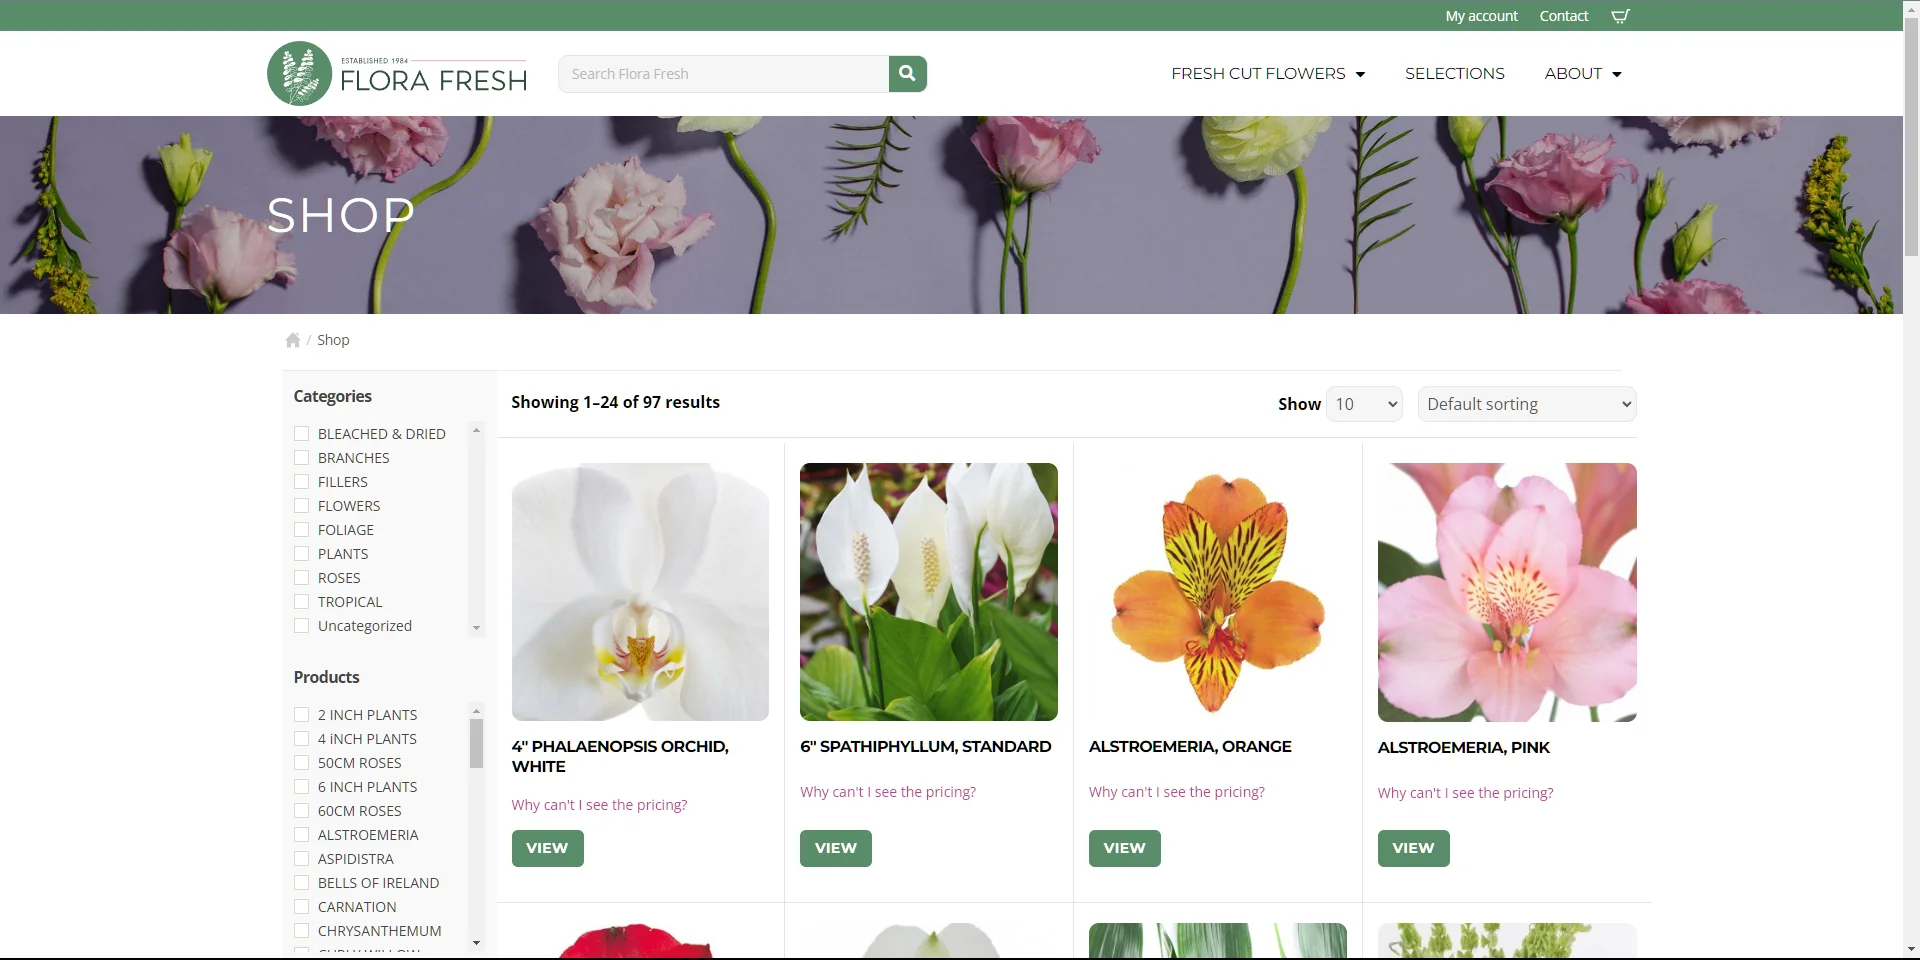 My account
Contact
ESTABLISHED 1984
FLORA FRESH
Search Flora Fresh
FRESH CUT FLOWERS
SELECTIONS
ABOUT
SHOP
/ Shop
Categories
BLEACHED & DRIED
BRANCHES
FILLERS
FLOWERS
FOLIAGE
PLANTS
ROSES
TROPICAL
Uncategorized
Products
2 INCH PLANTS
4 iNCH PLANTS
50CM ROSES
6 INCH PLANTS
60CM ROSES
ALSTROEMERIA
ASPIDISTRA
BELLS OF IRELAND
CARNATION
CHRYSANTHEMUM
Showing 1–24 of 97 results
Show 10
Default sorting
4" PHALAENOPSIS ORCHID,
WHITE
Why can't I see the pricing?
VIEW
6" SPATHIPHYLLUM, STANDARD
Why can't I see the pricing?
VIEW
ALSTROEMERIA, ORANGE
Why can't I see the pricing?
VIEW
ALSTROEMERIA, PINK
Why can't I see the pricing?
VIEW